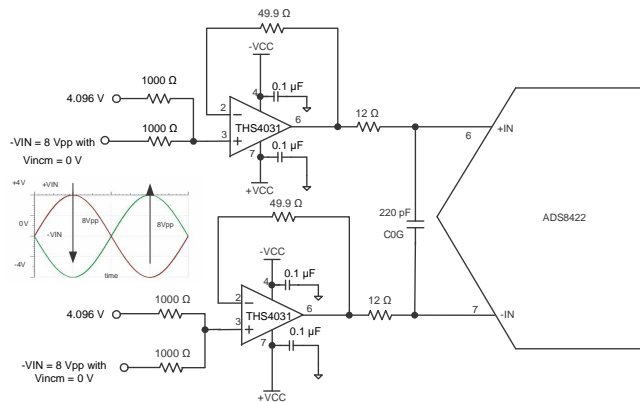 49.9 Ω
-VCC
1000 Ω
0.1 µF
4
4.096 V
2
6
THS4031
12 Ω
1000 Ω
3
-VIN = 8 Vpp with
Vincm = 0 V
0.1 µF
7
6
+IN
+VCC
+4V
+VIN
8Vpp
0V
8Vpp
-VIN
-4V
time
220 pF
C0G
ADS8422
49.9 Ω
-VCC
0.1 µF
4
1000 Ω
2
6
12 Ω
7
-IN
4.096 V
THS4031
3
0.1 µF
1000 Ω
7
-VIN = 8 Vpp with
Vincm = 0 V
+VCC